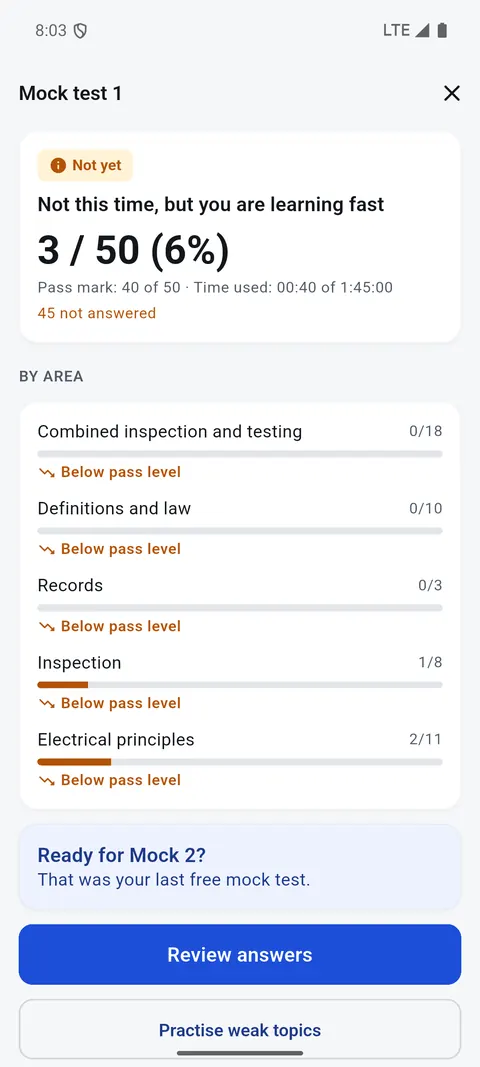 8:03
LTE
Mock test 1
Not yet
Not this time, but you are learning fast
3 / 50 (6%)
Pass mark: 40 of 50 · Time used: 00:40 of 1:45:00
45 not answered
BY AREA
Combined inspection and testing 0/18
Below pass level
Definitions and law 0/10
Below pass level
Records 0/3
Below pass level
Inspection 1/8
Below pass level
Electrical principles 2/11
Below pass level
Ready for Mock 2?
That was your last free mock test.
Review answers
Practise weak topics